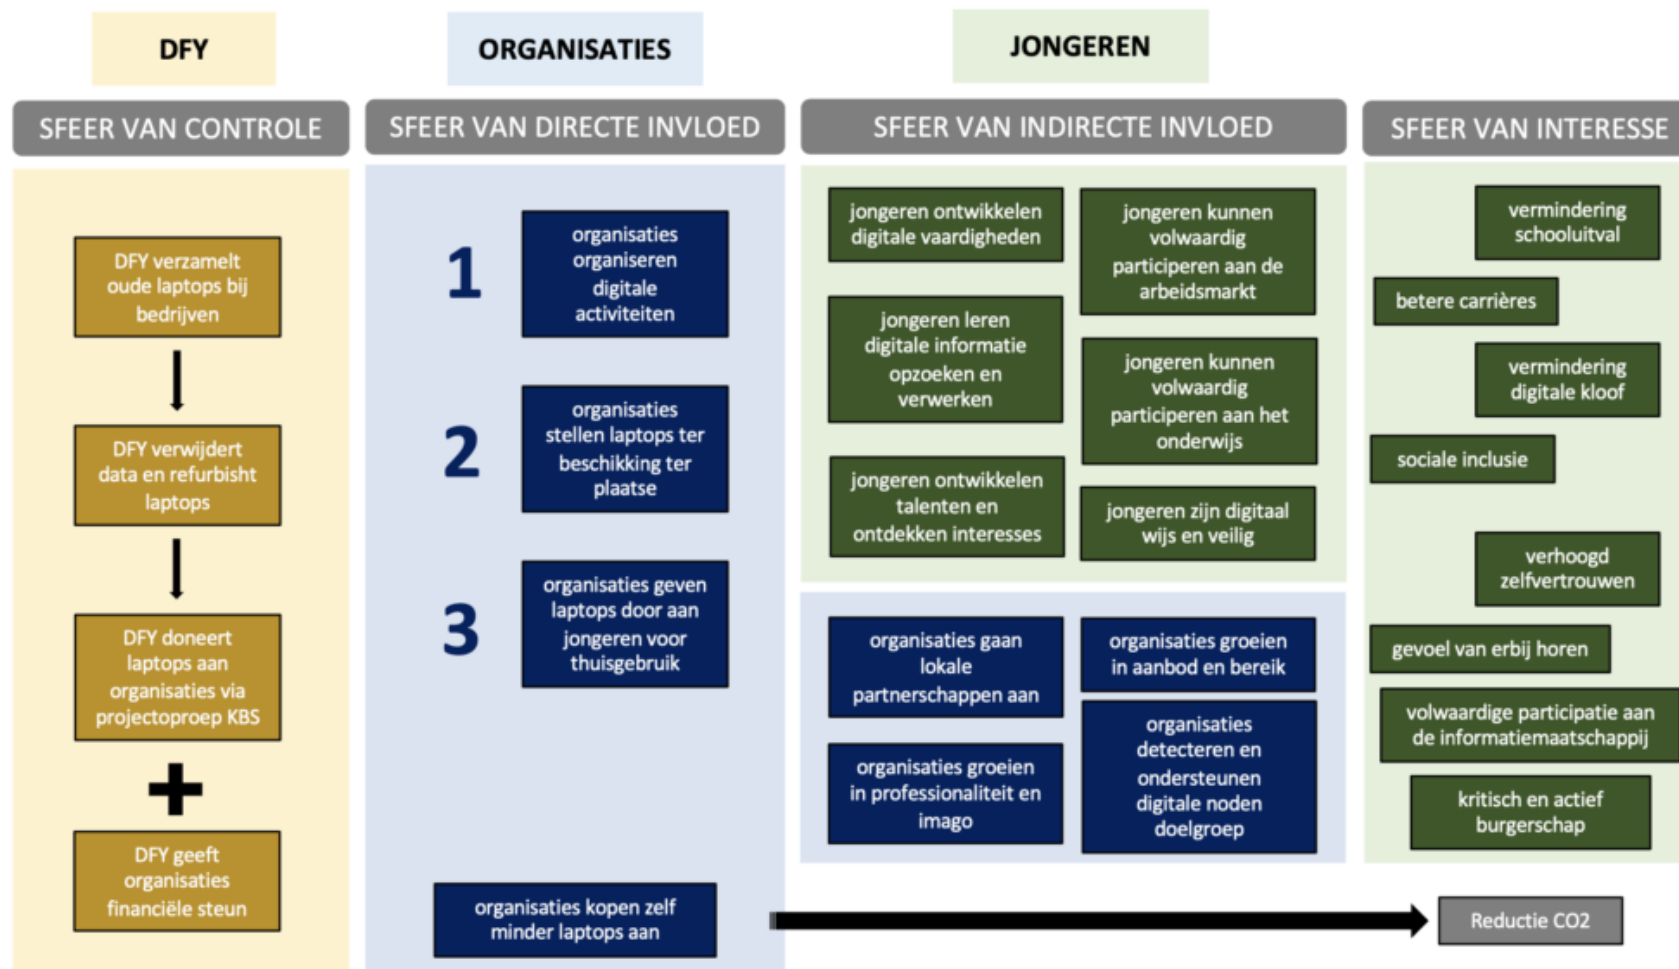 DFY
ORGANISATIES
JONGEREN
SFEER VAN CONTROLE
SFEER VAN DIRECTE INVLOED
SFEER VAN INDIRECTE INVLOED
SFEER VAN INTERESSE
DFY verzamelt
oude laptops bij
bedrijven
DFY verwijdert
data en refurbisht
laptops
DFY doneert
laptops aan
organisaties via
projectoproep KBS
DFY geeft
organisaties
financiële steun
1
organisaties
organiseren
digitale
activiteiten
2
organisaties
stellen laptops ter
beschikking ter
plaatse
3
organisaties geven
laptops door aan
jongeren voor
thuisgebruik
organisaties kopen zelf
minder laptops aan
jongeren ontwikkelen
digitale vaardigheden
jongeren leren
digitale informatie
opzoeken en
verwerken
jongeren ontwikkelen
talenten en
ontdekken interesses
jongeren kunnen
volwaardig
participeren aan de
arbeidsmarkt
jongeren kunnen
volwaardig
participeren aan het
onderwijs
jongeren zijn digitaal
wijs en veilig
organisaties gaan
lokale
partnerschappen aan
organisaties groeien
in professionaliteit en
imago
organisaties groeien
in aanbod en bereik
organisaties
detecteren en
ondersteunen
digitale noden
doelgroep
vermindering
schooluitval
betere carrières
vermindering
digitale kloof
sociale inclusie
verhoogd
zelfvertrouwen
gevoel van erbij horen
volwaardige participatie aan
de informatiemaatschappij
kritisch en actief
burgerschap
Reductie CO2